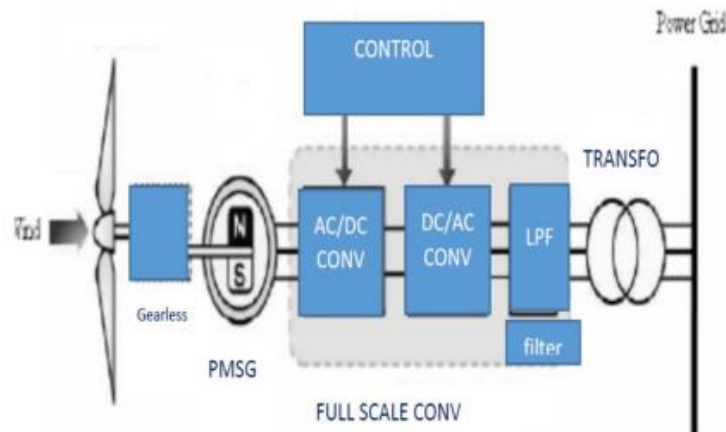 Power Grid
CONTROL
TRANSFO
Wind
N
S
AC/DC
CONV
DC/AC
CONV
LPF
Gearless
filter
PMSG
FULL SCALE CONV